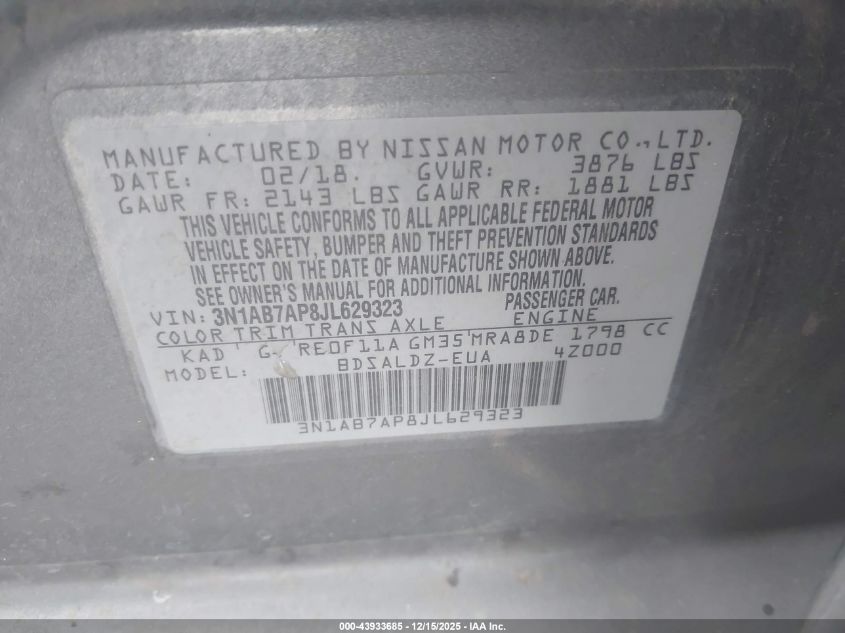 MANUFACTURED BY NISSAN MOTOR CO., LTD.
DATE: 02/18. GVWR: 3876 LBS
GAWR FR: 2143 LBS GAWR RR: 1881 LBS
THIS VEHICLE CONFORMS TO ALL APPLICABLE FEDERAL MOTOR
VEHICLE SAFETY, BUMPER AND THEFT PREVENTION STANDARDS
IN EFFECT ON THE DATE OF MANUFACTURE SHOWN ABOVE.
SEE OWNER'S MANUAL FOR ADDITIONAL INFORMATION.
VIN: 3N1AB7AP8JL629323 PASSENGER CAR.
COLOR TRIM TRANS AXLE ENGINE
KAD RE0F11A GM35 MRA8DE 1798 CC
MODEL: BDSALDZ-EUA 4Z000
3N1AB7AP8JL629323
000-43933685 | 12/15/2025 - IAA Inc.